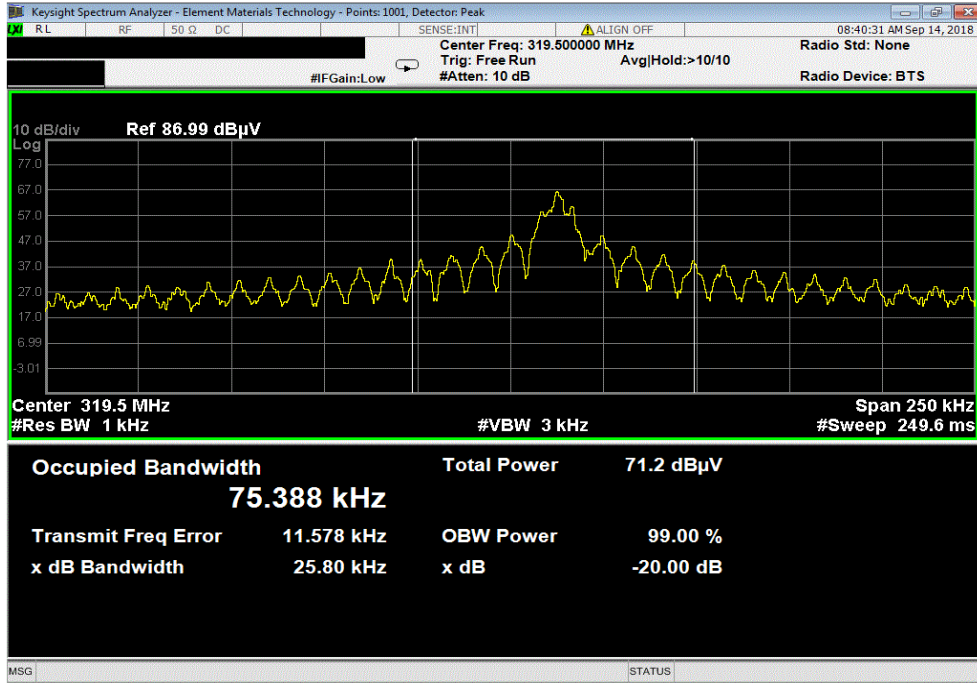 Keysight Spectrum Analyzer - Element Materials Technology - Points: 1001, Detector: Peak
LXI RL RF 50 Ω DC SENSE:INT ALIGN OFF 08:40:31 AM Sep 14, 2018
Center Freq: 319.500000 MHz Radio Std: None
Trig: Free Run Avg|Hold:>10/10
#IFGain:Low #Atten: 10 dB Radio Device: BTS
10 dB/div Ref 86.99 dBµV
Log
77.0
67.0
57.0
47.0
37.0
27.0
17.0
6.99
-3.01
Center 319.5 MHz Span 250 kHz
#Res BW 1 kHz #VBW 3 kHz #Sweep 249.6 ms
Occupied Bandwidth Total Power 71.2 dBµV
75.388 kHz
Transmit Freq Error 11.578 kHz OBW Power 99.00 %
x dB Bandwidth 25.80 kHz x dB -20.00 dB
MSG STATUS